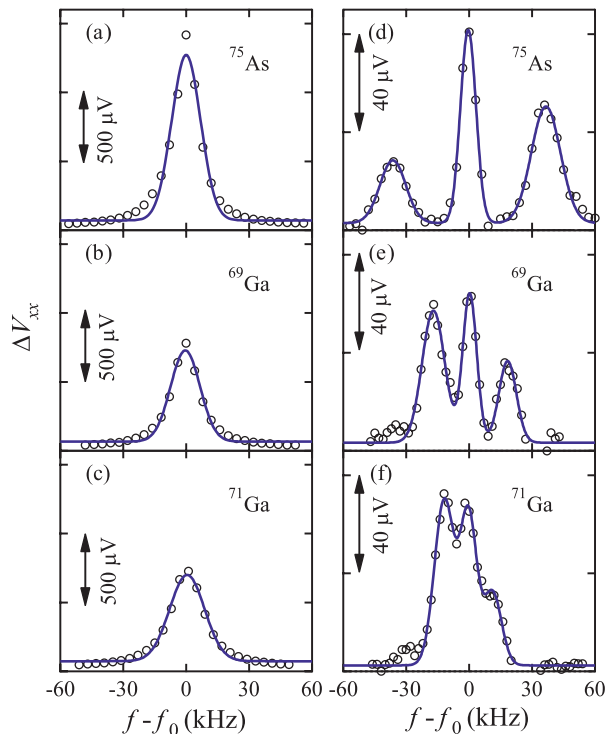 (a)
⁷⁵As
500 μV
(b)
⁶⁹Ga
500 μV
(c)
⁷¹Ga
500 μV
ΔVxx
-60 -30 0 30 60
f - f₀ (kHz)
(d)
⁷⁵As
40 μV
(e)
⁶⁹Ga
40 μV
(f)
⁷¹Ga
40 μV
-60 -30 0 30 60
f - f₀ (kHz)